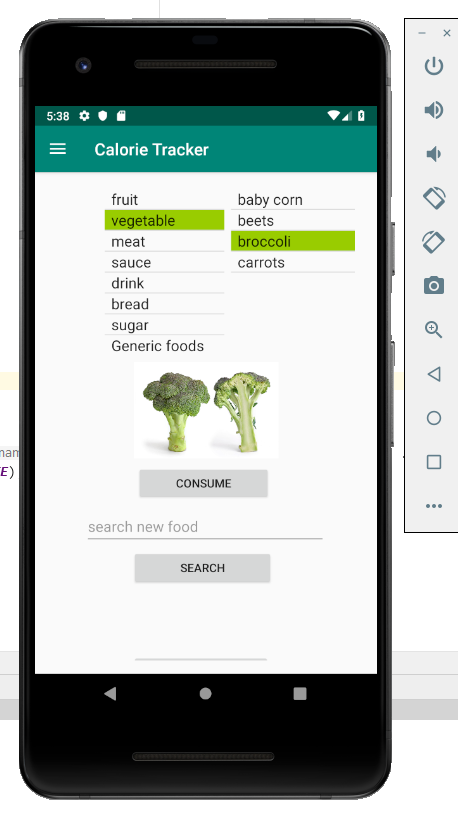 5:38
Calorie Tracker
fruit
vegetable
meat
sauce
drink
bread
sugar
Generic foods
baby corn
beets
broccoli
carrots
CONSUME
search new food
SEARCH
nam
E)